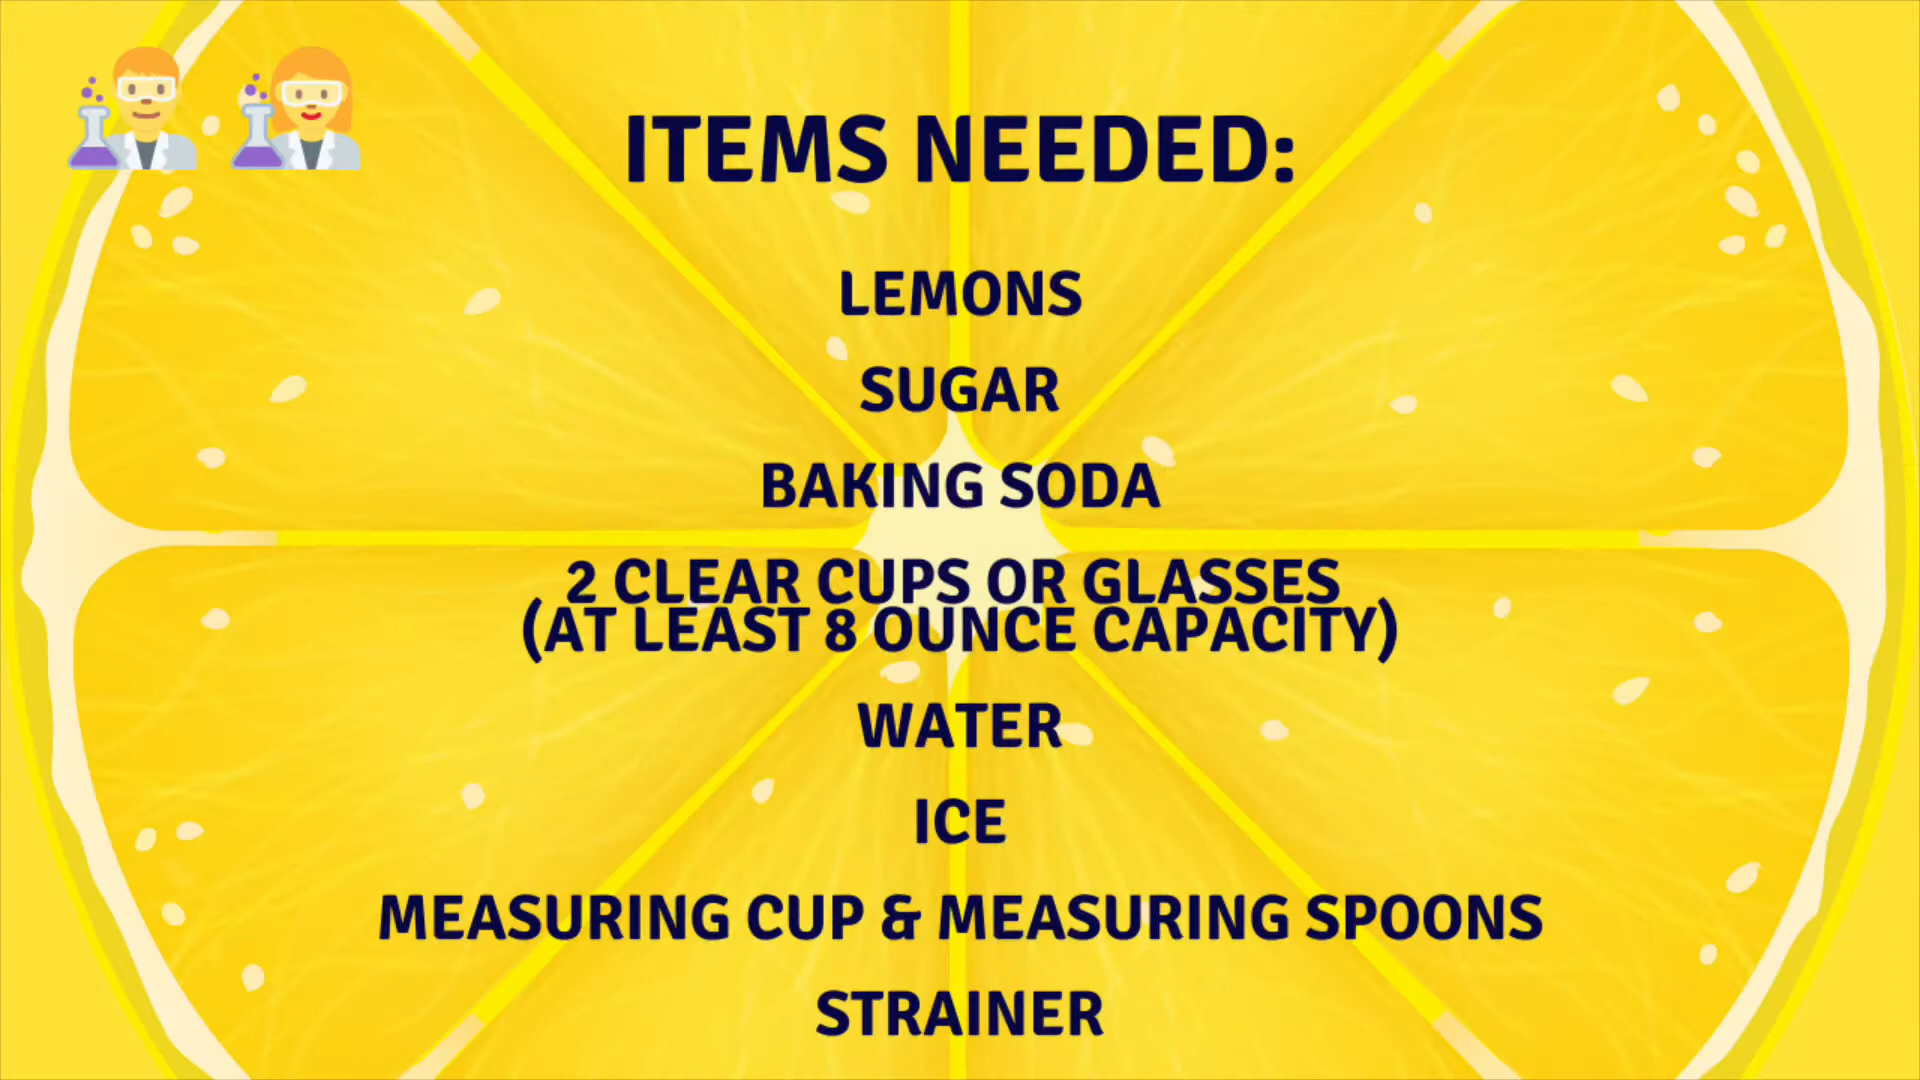 ITEMS NEEDED:
LEMONS
SUGAR
BAKING SODA
2 CLEAR CUPS OR GLASSES
(AT LEAST 8 OUNCE CAPACITY)
WATER
ICE
MEASURING CUP & MEASURING SPOONS
STRAINER